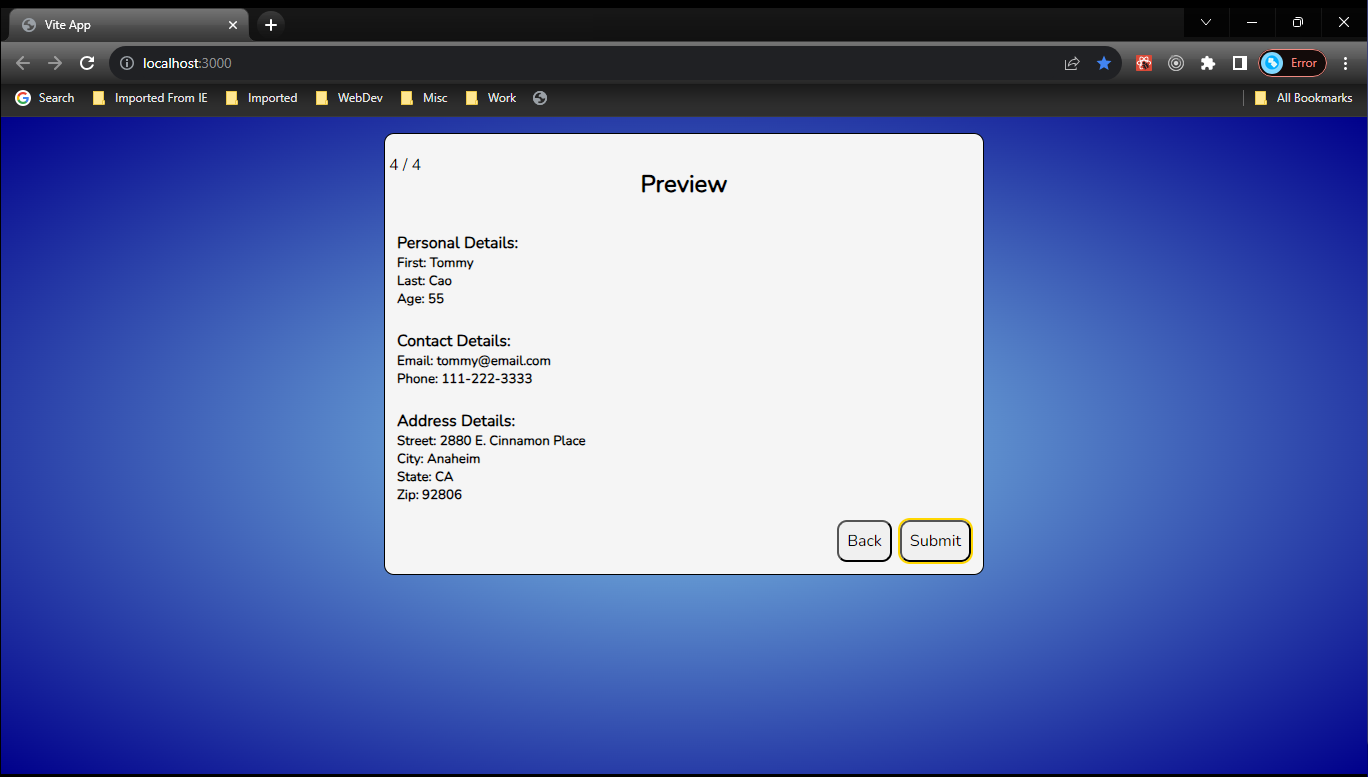 Vite App
localhost:3000
Error
Search
Imported From IE
Imported
WebDev
Misc
Work
All Bookmarks
4 / 4
Preview
Personal Details:
First: Tommy
Last: Cao
Age: 55
Contact Details:
Email: tommy@email.com
Phone: 111-222-3333
Address Details:
Street: 2880 E. Cinnamon Place
City: Anaheim
State: CA
Zip: 92806
Back
Submit